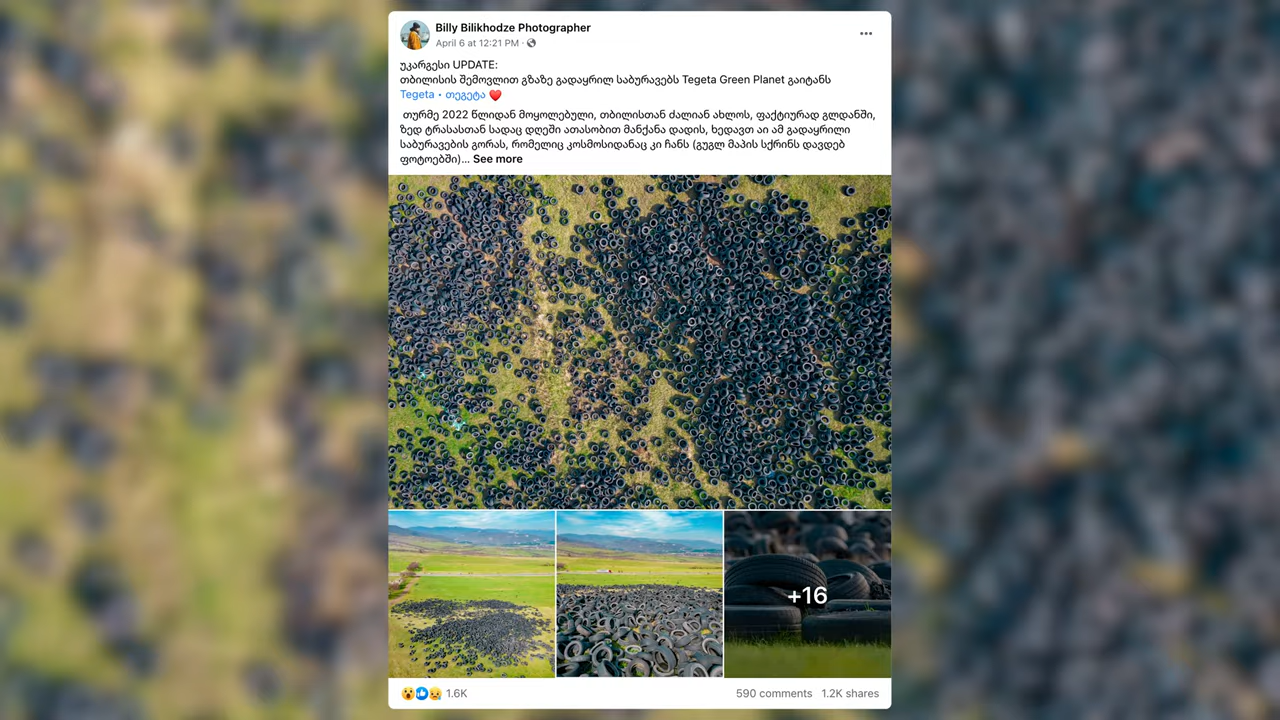 Billy Bilikhodze Photographer
April 6 at 12:21 PM ·
უკარგესი UPDATE:
თბილისის შემოვლით გზაზე გადაყრილ საბურავებს Tegeta Green Planet გაიტანს
Tegeta • თეგეტა ❤️
თურმე 2022 წლიდან მოყოლებული, თბილისთან ძალიან ახლოს, ფაქტიურად გლდანში,
ზედ ტრასასთან სადაც დღეში ათასობით მანქანა დადის, ხედავთ აი ამ გადაყრილი
საბურავების გორას, რომელიც კოსმოსიდანაც კი ჩანს (გუგლ მაპის სქრინს დავდებ
ფოტოებში)... See more
+16
1.6K
590 comments 1.2K shares